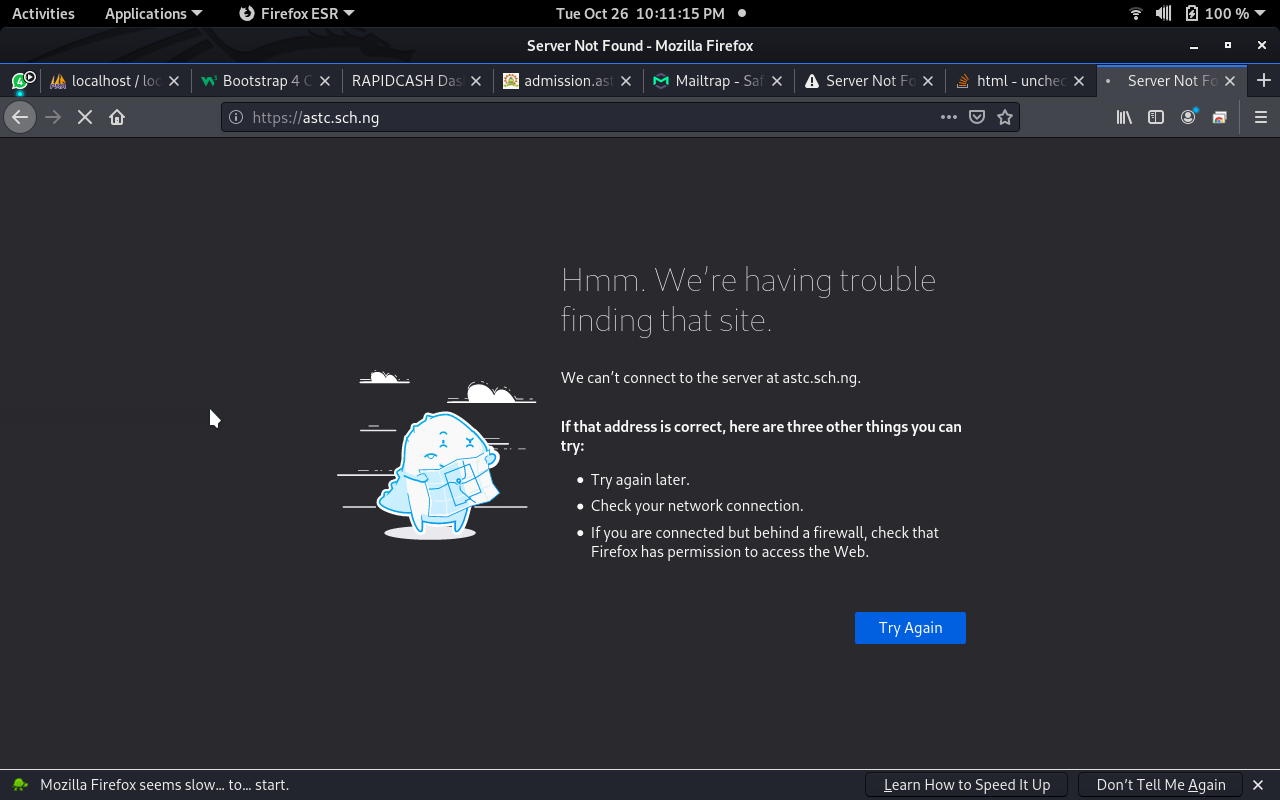 Activities Applications Firefox ESR Tue Oct 26 10:11:15 PM 100 %
Server Not Found - Mozilla Firefox
4 localhost / loc Bootstrap 4 C RAPIDCASH Das admission.ast Mailtrap - Saf Server Not Fo html - unchec Server Not Fo
https://astc.sch.ng
Hmm. We’re having trouble
finding that site.
We can’t connect to the server at astc.sch.ng.
If that address is correct, here are three other things you can
try:
Try again later.
Check your network connection.
If you are connected but behind a firewall, check that
Firefox has permission to access the Web.
Try Again
Mozilla Firefox seems slow… to… start. Learn How to Speed It Up Don’t Tell Me Again